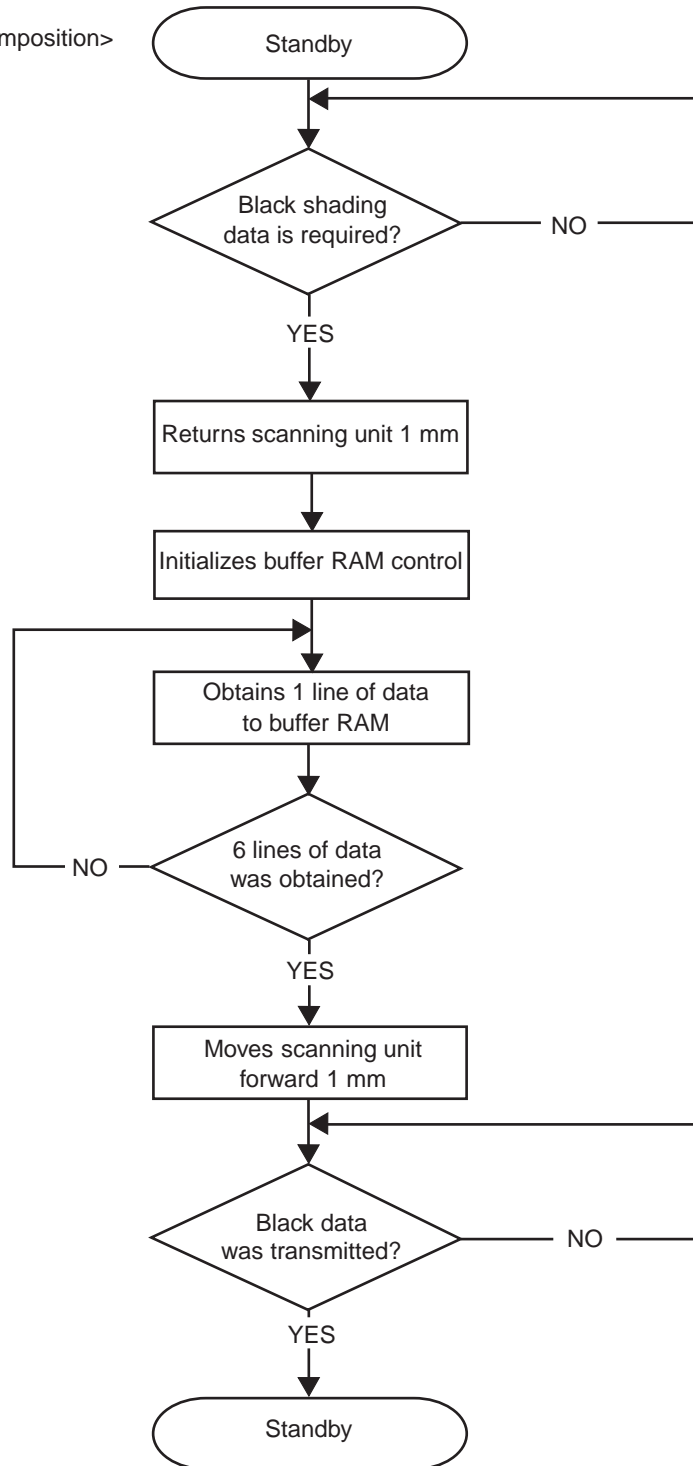 mposition>
Standby
Black shading
data is required?
NO
YES
Returns scanning unit 1 mm
Initializes buffer RAM control
Obtains 1 line of data
to buffer RAM
6 lines of data
was obtained?
NO
YES
Moves scanning unit
forward 1 mm
Black data
was transmitted?
NO
YES
Standby